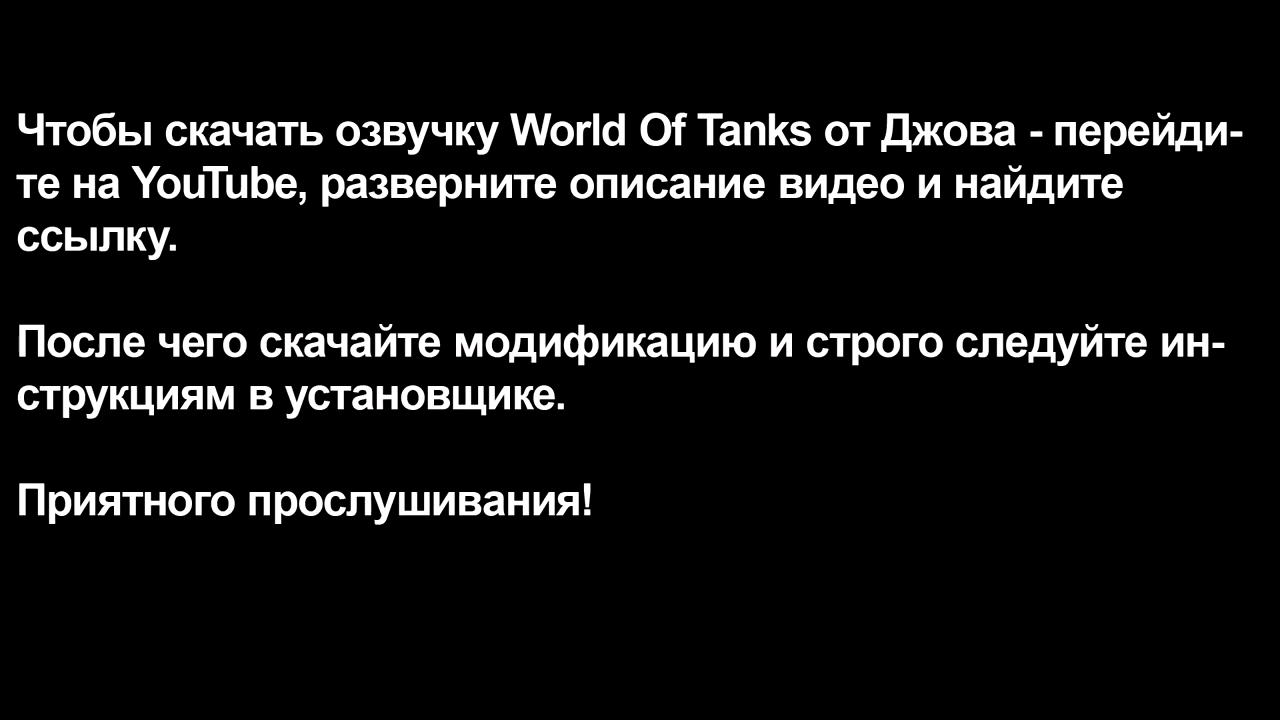 Чтобы скачать озвучку World Of Tanks от Джова - перейди-
те на YouTube, разверните описание видео и найдите
ссылку.
После чего скачайте модификацию и строго следуйте ин-
струкциям в установщике.
Приятного прослушивания!